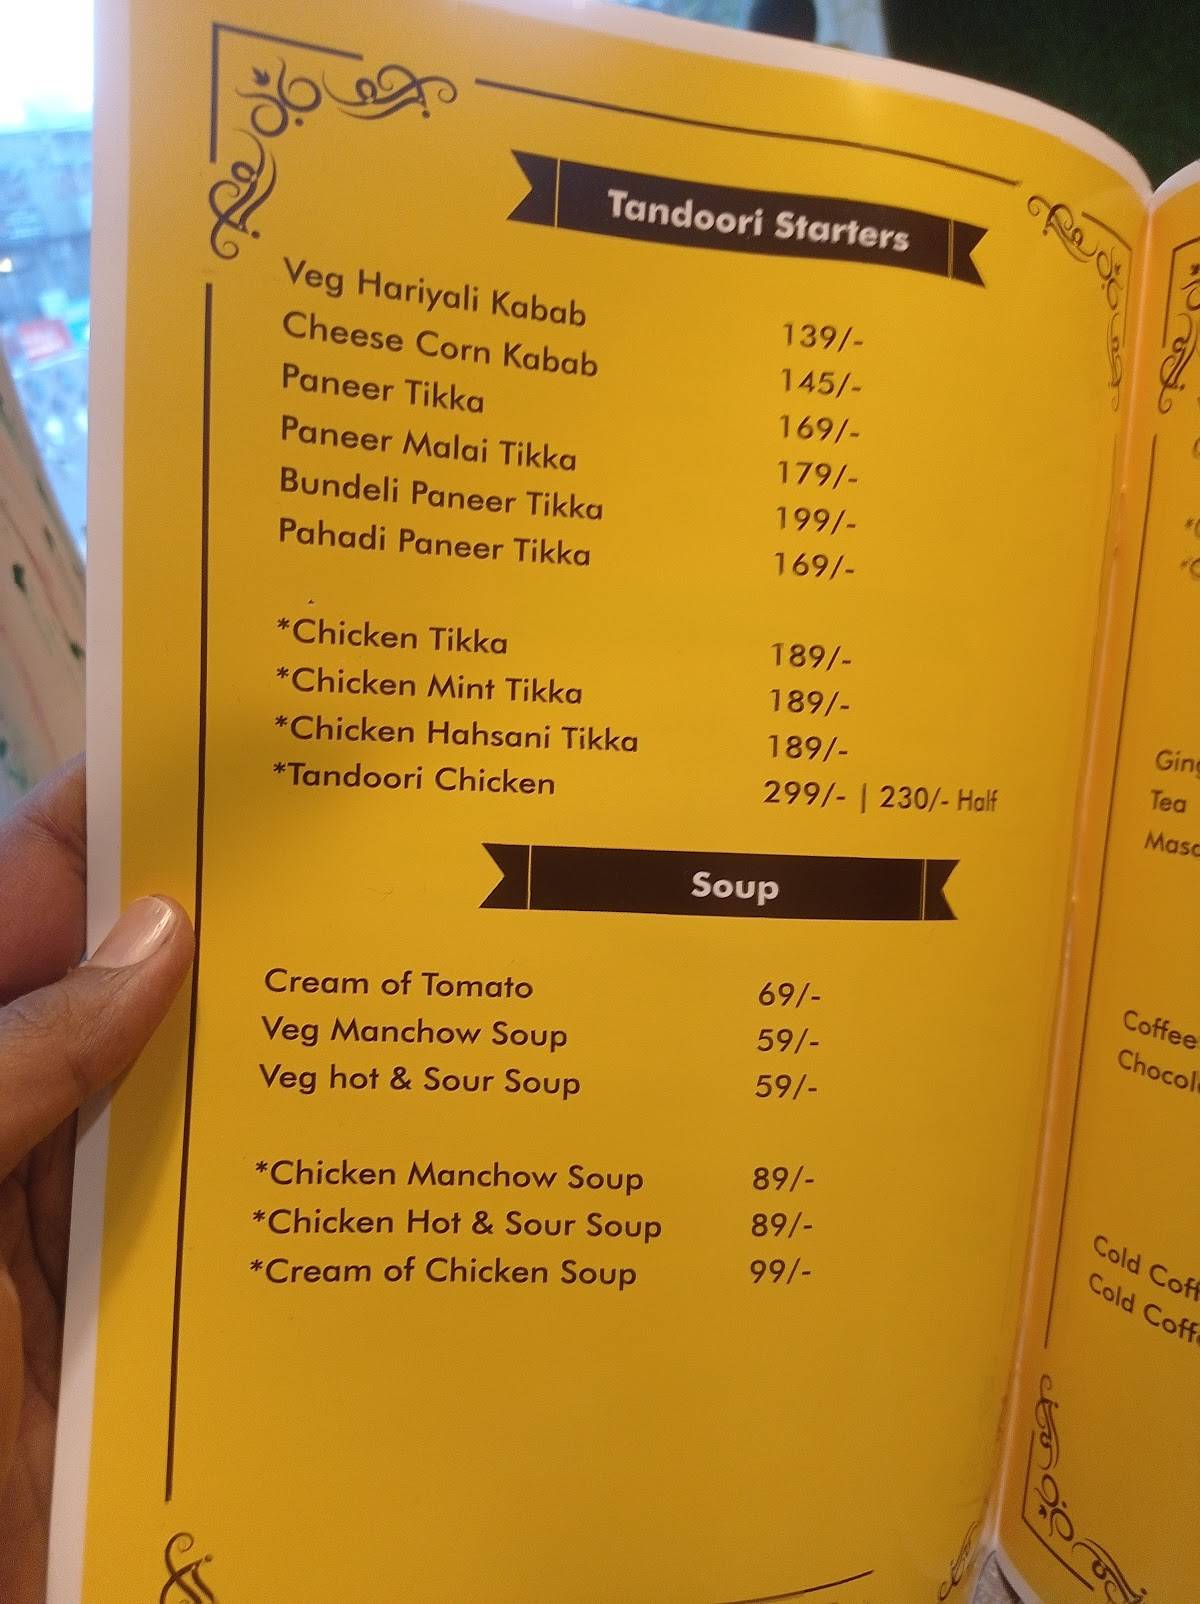 Tandoori Starters
Veg Hariyali Kabab 139/-
Cheese Corn Kabab 145/-
Paneer Tikka 169/-
Paneer Malai Tikka 179/-
Bundeli Paneer Tikka 199/-
Pahadi Paneer Tikka 169/-
*Chicken Tikka 189/-
*Chicken Mint Tikka 189/-
*Chicken Hahsani Tikka 189/-
*Tandoori Chicken 299/- | 230/- Half
Soup
Cream of Tomato 69/-
Veg Manchow Soup 59/-
Veg hot & Sour Soup 59/-
*Chicken Manchow Soup 89/-
*Chicken Hot & Sour Soup 89/-
*Cream of Chicken Soup 99/-
Tea
Coffee
Cold
Cold